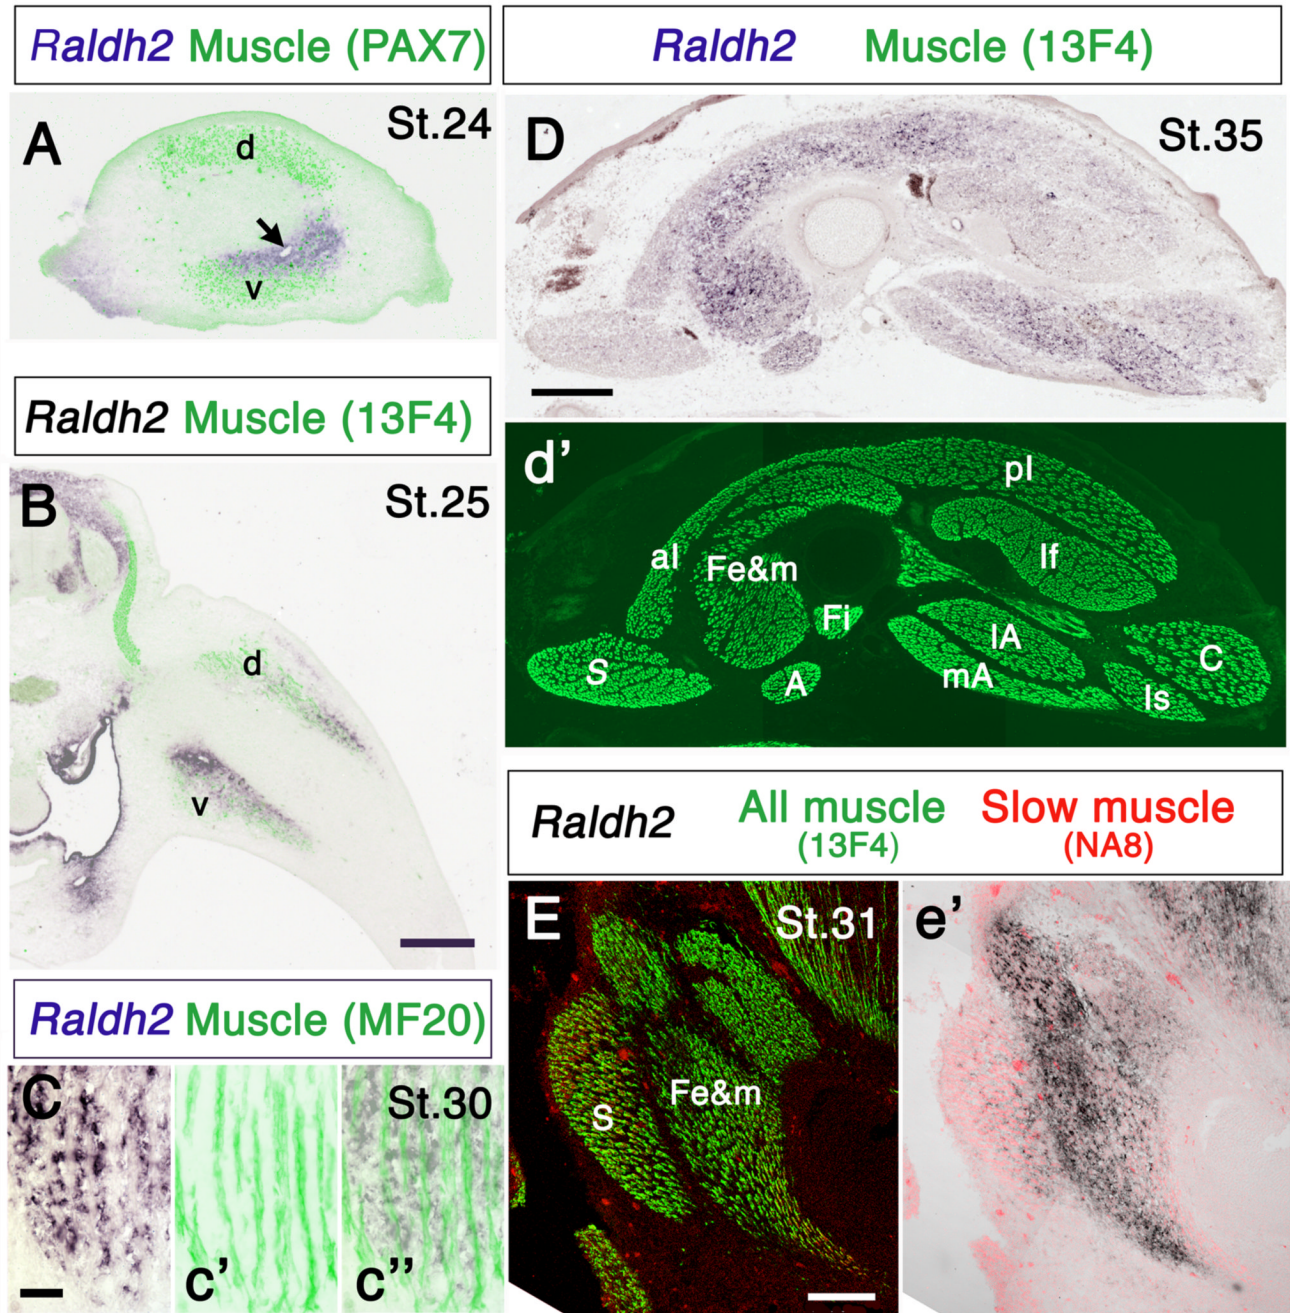 Raldh2 Muscle (PAX7)
A
St.24
d
v
Raldh2 Muscle (13F4)
B
St.25
d
v
Raldh2 Muscle (MF20)
C
c'
St.30
c''
Raldh2 Muscle (13F4)
D
St.35
d'
pl
al
Fe&m
lf
Fi
lA
C
S
A
mA
Is
Raldh2 All muscle Slow muscle
(13F4) (NA8)
E
St.31
e'
Fe&m
S